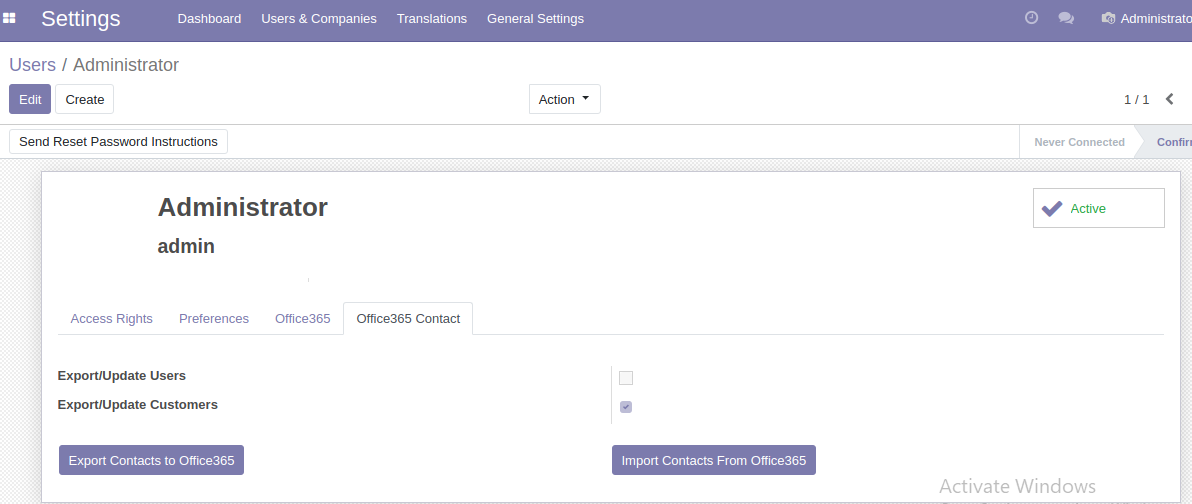 Settings Dashboard Users & Companies Translations General Settings Administrato
Users / Administrator
Edit Create Action 1 / 1
Send Reset Password Instructions Never Connected Confir
Administrator Active
admin
Access Rights Preferences Office365 Office365 Contact
Export/Update Users
Export/Update Customers
Export Contacts to Office365 Import Contacts From Office365
Activate Windows